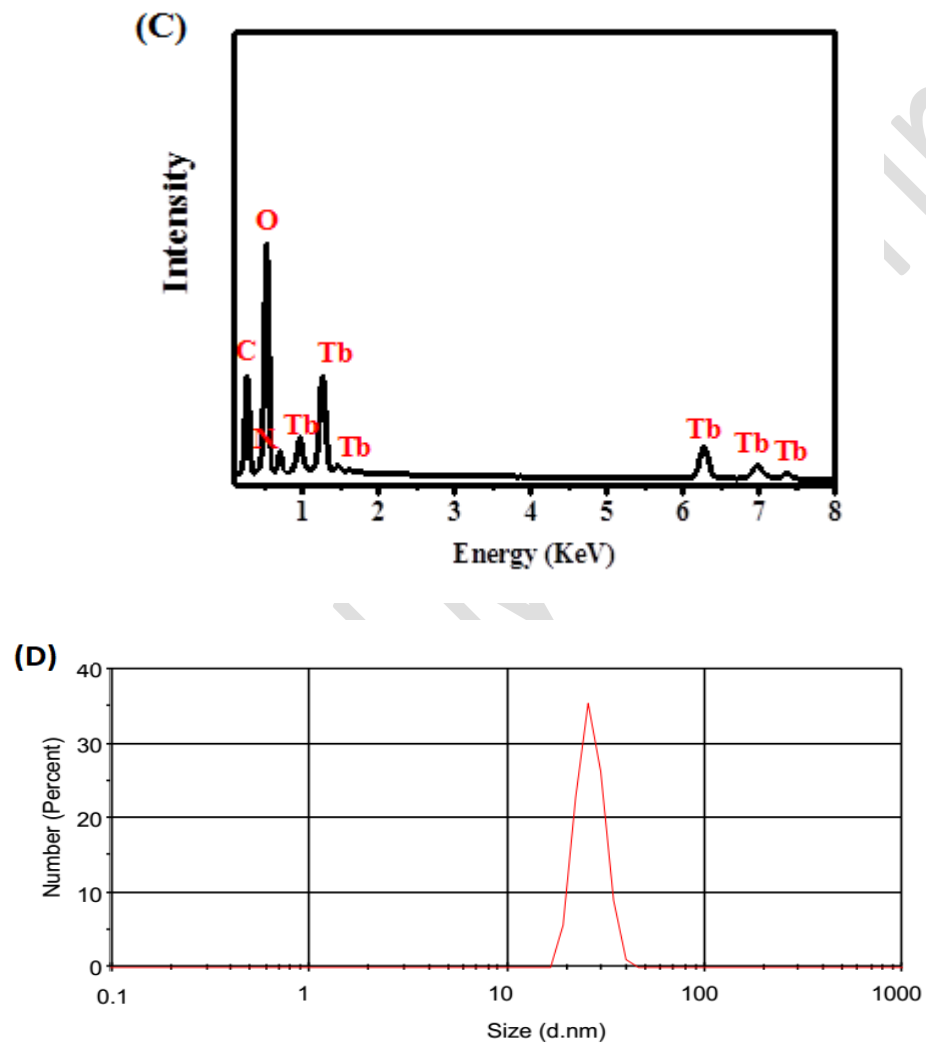 (C)
Intensity
O
C
Tb
N
Tb
Tb
Tb
Tb
Tb
1 2 3 4 5 6 7 8
Energy (KeV)
(D)
40
30
20
10
0
Number (Percent)
0.1 1 10 100 1000
Size (d.nm)